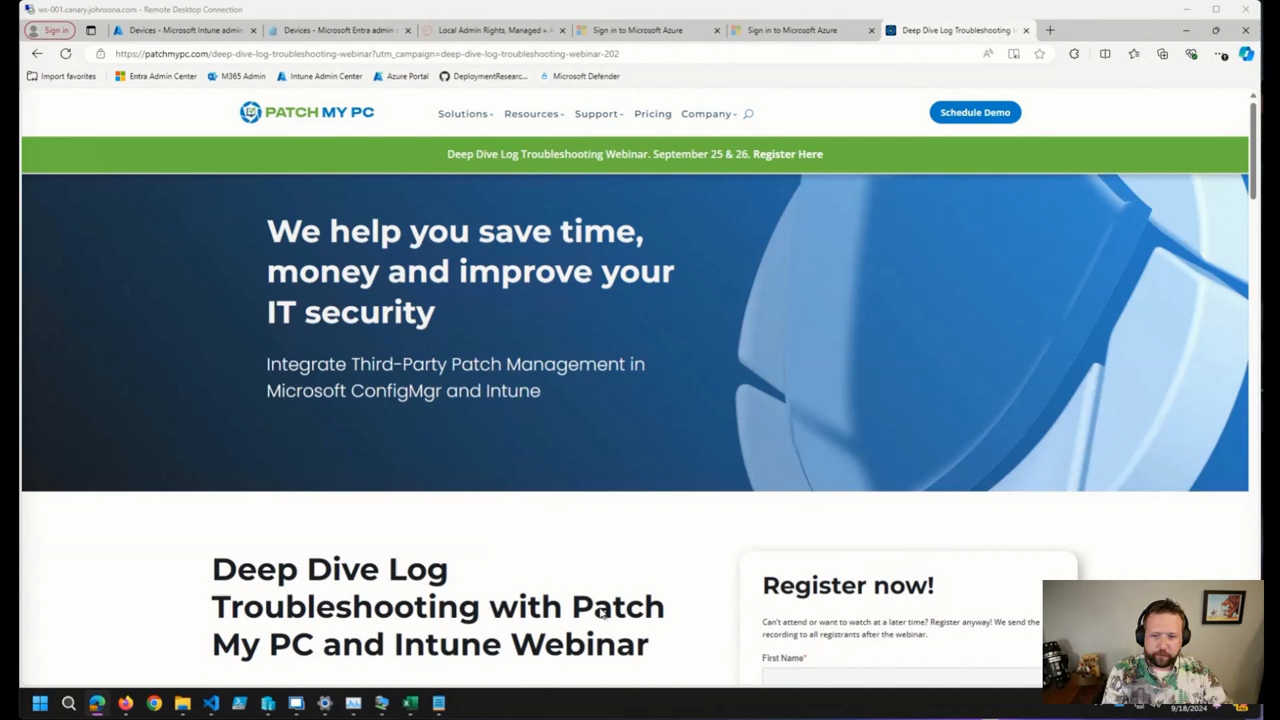 ws-001.canary.johnsona.com - Remote Desktop Connection
Sign in
Devices - Microsoft Intune admin
Devices - Microsoft Entra admin c
Local Admin Rights, Managed » A
Sign in to Microsoft Azure
Sign in to Microsoft Azure
Deep Dive Log Troubleshooting
https://patchmypc.com/deep-dive-log-troubleshooting-webinar?utm_campaign=deep-dive-log-troubleshooting-webinar-202
Import favorites
Entra Admin Center
M365 Admin
Intune Admin Center
Azure Portal
DeploymentResearc...
Microsoft Defender
PATCH MY PC
Solutions
Resources
Support
Pricing
Company
Schedule Demo
Deep Dive Log Troubleshooting Webinar. September 25 & 26. Register Here
We help you save time,
money and improve your
IT security
Integrate Third-Party Patch Management in
Microsoft ConfigMgr and Intune
Deep Dive Log
Troubleshooting with Patch
My PC and Intune Webinar
Register now!
Can't attend or want to watch at a later time? Register anyway! We send the
recording to all registrants after the webinar.
First Name*
9/18/2024